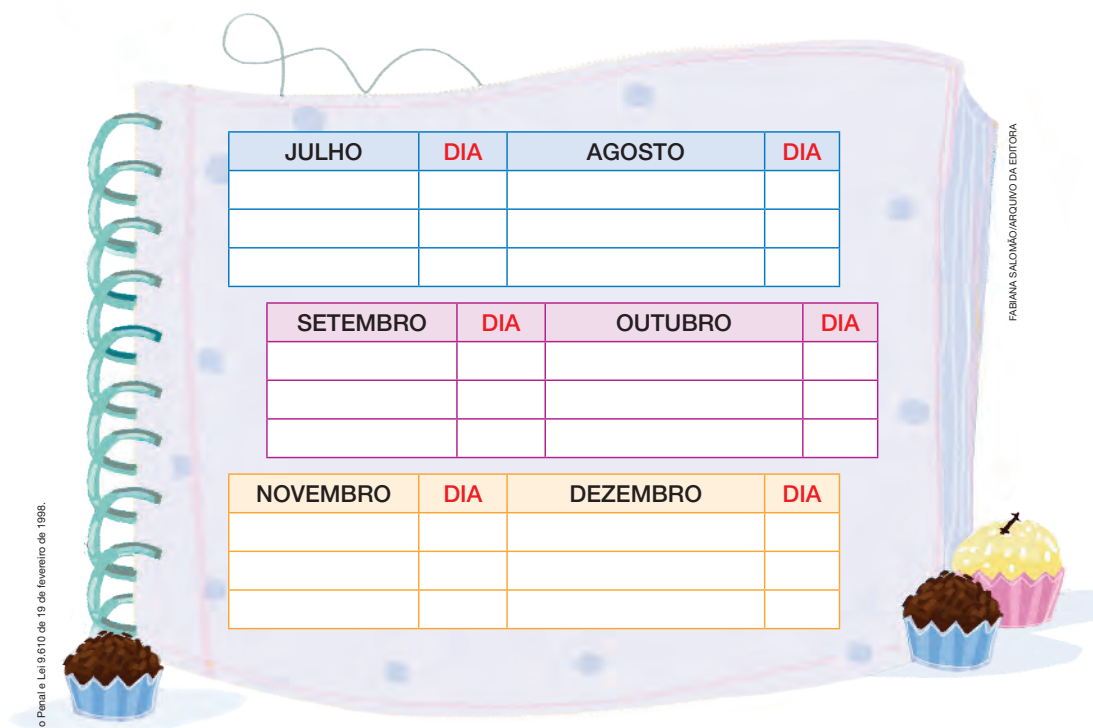 JULHO DIA AGOSTO DIA
SETEMBRO DIA OUTUBRO DIA
NOVEMBRO DIA DEZEMBRO DIA
FABIANA SALOMÃO/ARQUIVO DA EDITORA
o Penal e Lei 9.610 de 19 de fevereiro de 1998.